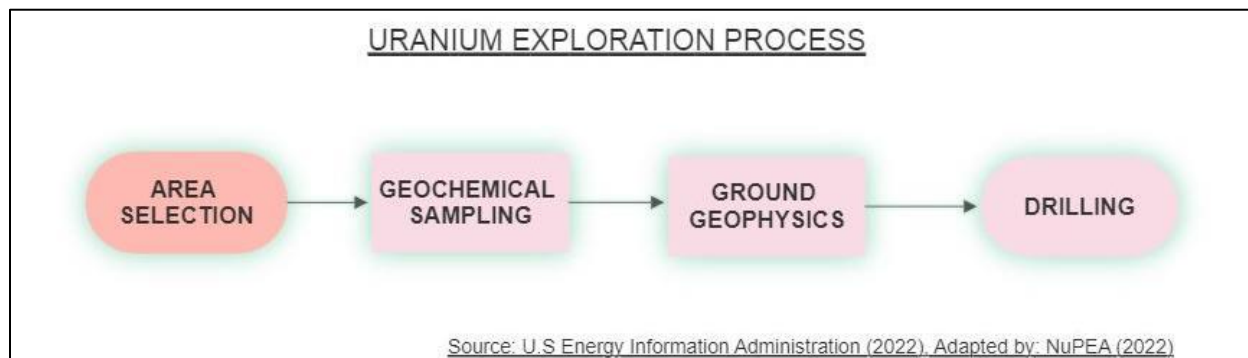 URANIUM EXPLORATION PROCESS
AREA
SELECTION
GEOCHEMICAL
SAMPLING
GROUND
GEOPHYSICS
DRILLING
Source: U.S Energy Information Administration (2022), Adapted by: NuPEA (2022)